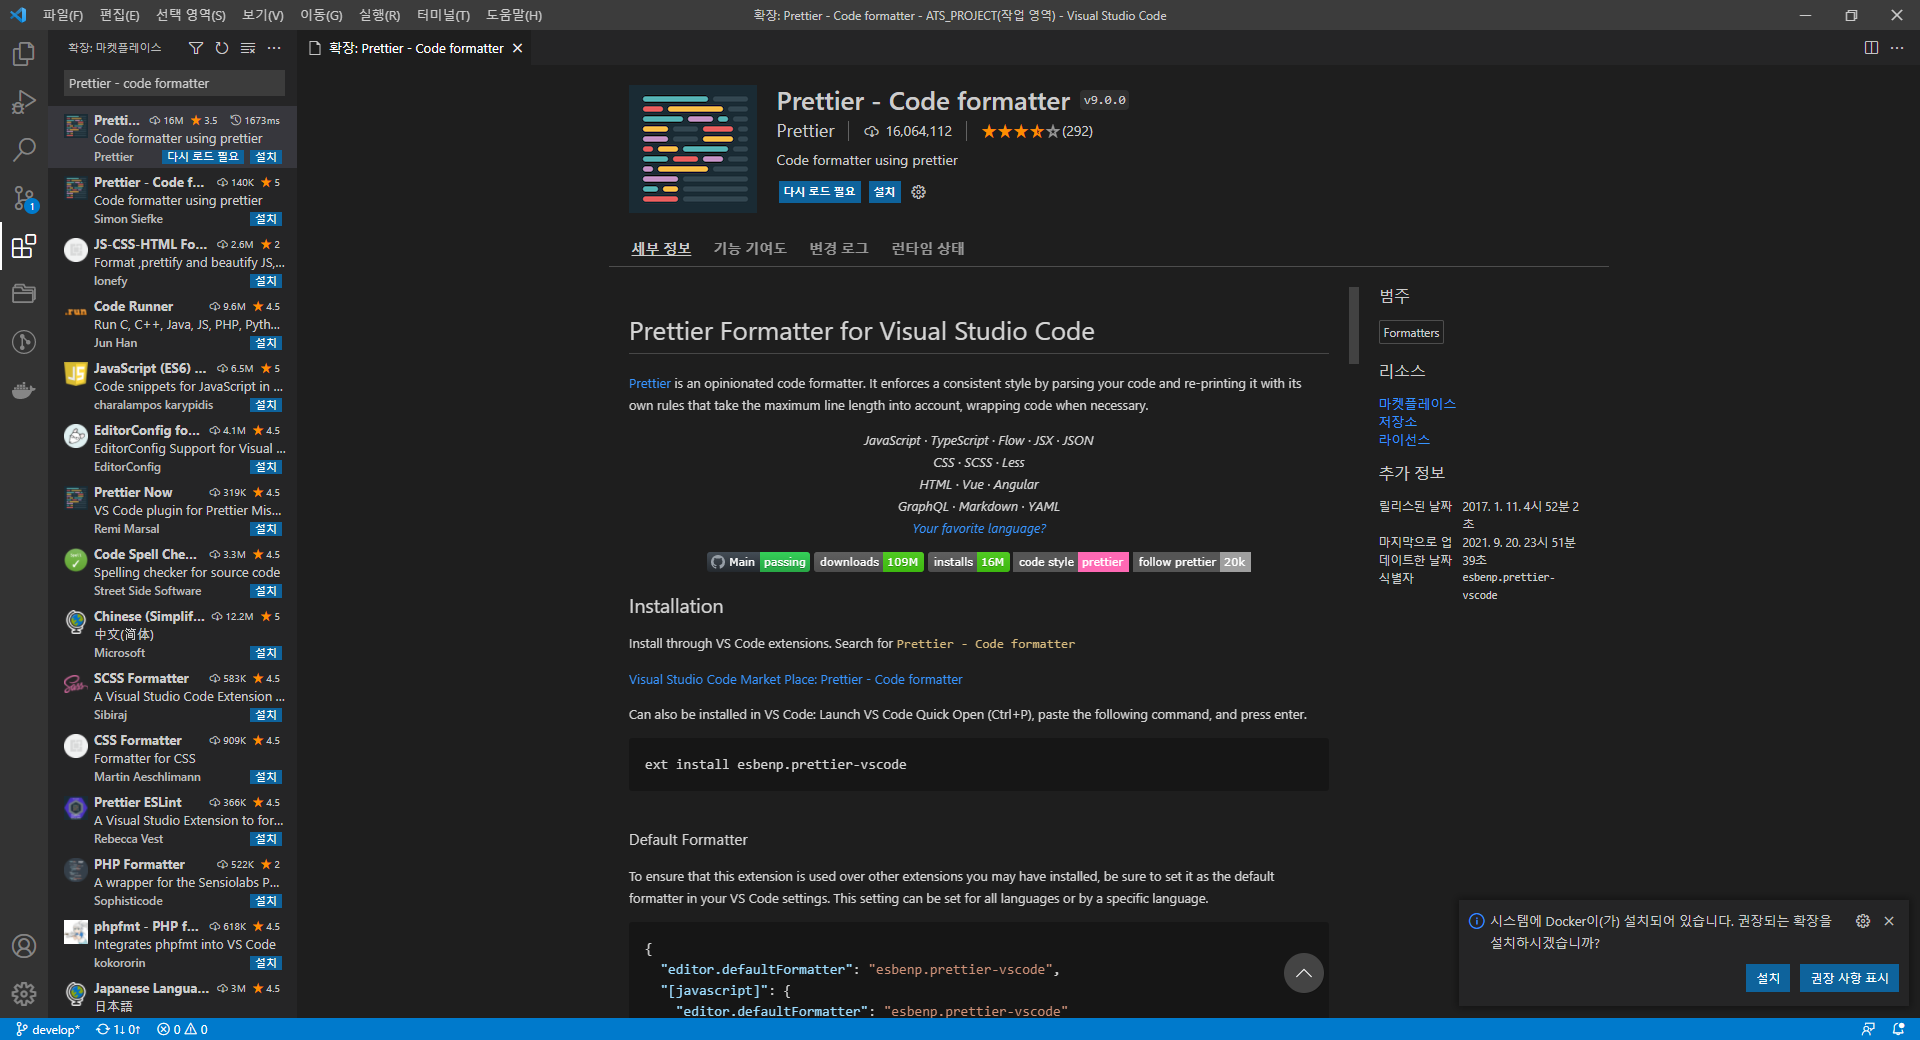 파일(F) 편집(E) 선택 영역(S) 보기(V) 이동(G) 실행(R) 터미널(T) 도움말(H)
확장: Prettier - Code formatter - ATS_PROJECT(작업 영역) - Visual Studio Code
확장: 마켓플레이스
Prettier - code formatter
Pretti... 16M 3.5 1673ms
Code formatter using prettier
Prettier 다시 로드 필요 설치
Prettier - Code f... 140K 5
Code formatter using prettier
Simon Siefke 설치
JS-CSS-HTML Fo... 2.6M 2
Format ,prettify and beautify JS,...
lonefy 설치
.run
Code Runner 9.6M 4.5
Run C, C++, Java, JS, PHP, Pyth...
Jun Han 설치
JS
JavaScript (ES6) ... 6.5M 5
Code snippets for JavaScript in ...
charalampos karypidis 설치
EditorConfig fo... 4.1M 4.5
EditorConfig Support for Visual ...
EditorConfig 설치
Prettier Now 319K 4.5
VS Code plugin for Prettier Mis...
Remi Marsal 설치
Code Spell Che... 3.3M 4.5
Spelling checker for source code
Street Side Software 설치
Chinese (Simplif... 12.2M 5
中文(简体)
Microsoft 설치
Sass
SCSS Formatter 583K 4.5
A Visual Studio Code Extension ...
Sibiraj 설치
CSS Formatter 909K 4.5
Formatter for CSS
Martin Aeschlimann 설치
Prettier ESLint 366K 4.5
A Visual Studio Extension to for...
Rebecca Vest 설치
PHP Formatter 522K 2
A wrapper for the Sensiolabs P...
Sophisticode 설치
phpfmt - PHP f... 618K 4.5
Integrates phpfmt into VS Code
kokororin 설치
Japanese Langua... 3M 4.5
日本語
확장: Prettier - Code formatter
Prettier - Code formatter v9.0.0
Prettier 16,064,112 (292)
Code formatter using prettier
다시 로드 필요 설치
세부 정보 기능 기여도 변경 로그 런타임 상태
Prettier Formatter for Visual Studio Code
Prettier is an opinionated code formatter. It enforces a consistent style by parsing your code and re-printing it with its
own rules that take the maximum line length into account, wrapping code when necessary.
JavaScript · TypeScript · Flow · JSX · JSON
CSS · SCSS · Less
HTML · Vue · Angular
GraphQL · Markdown · YAML
Your favorite language?
Main passing downloads 109M installs 16M code style prettier follow prettier 20k
Installation
Install through VS Code extensions. Search for Prettier - Code formatter
Visual Studio Code Market Place: Prettier - Code formatter
Can also be installed in VS Code: Launch VS Code Quick Open (Ctrl+P), paste the following command, and press enter.
ext install esbenp.prettier-vscode
Default Formatter
To ensure that this extension is used over other extensions you may have installed, be sure to set it as the default
formatter in your VS Code settings. This setting can be set for all languages or by a specific language.
{
"editor.defaultFormatter": "esbenp.prettier-vscode",
"[javascript]": {
"editor.defaultFormatter": "esbenp.prettier-vscode"
범주
Formatters
리소스
마켓플레이스
저장소
라이선스
추가 정보
릴리스된 날짜 2017. 1. 11. 4시 52분 2
초
마지막으로 업 2021. 9. 20. 23시 51분
데이트한 날짜 39초
식별자 esbenp.prettier-
vscode
시스템에 Docker이(가) 설치되어 있습니다. 권장되는 확장을
설치하시겠습니까?
설치 권장 사항 표시
1
develop* 1↓ 0↑ 0 0